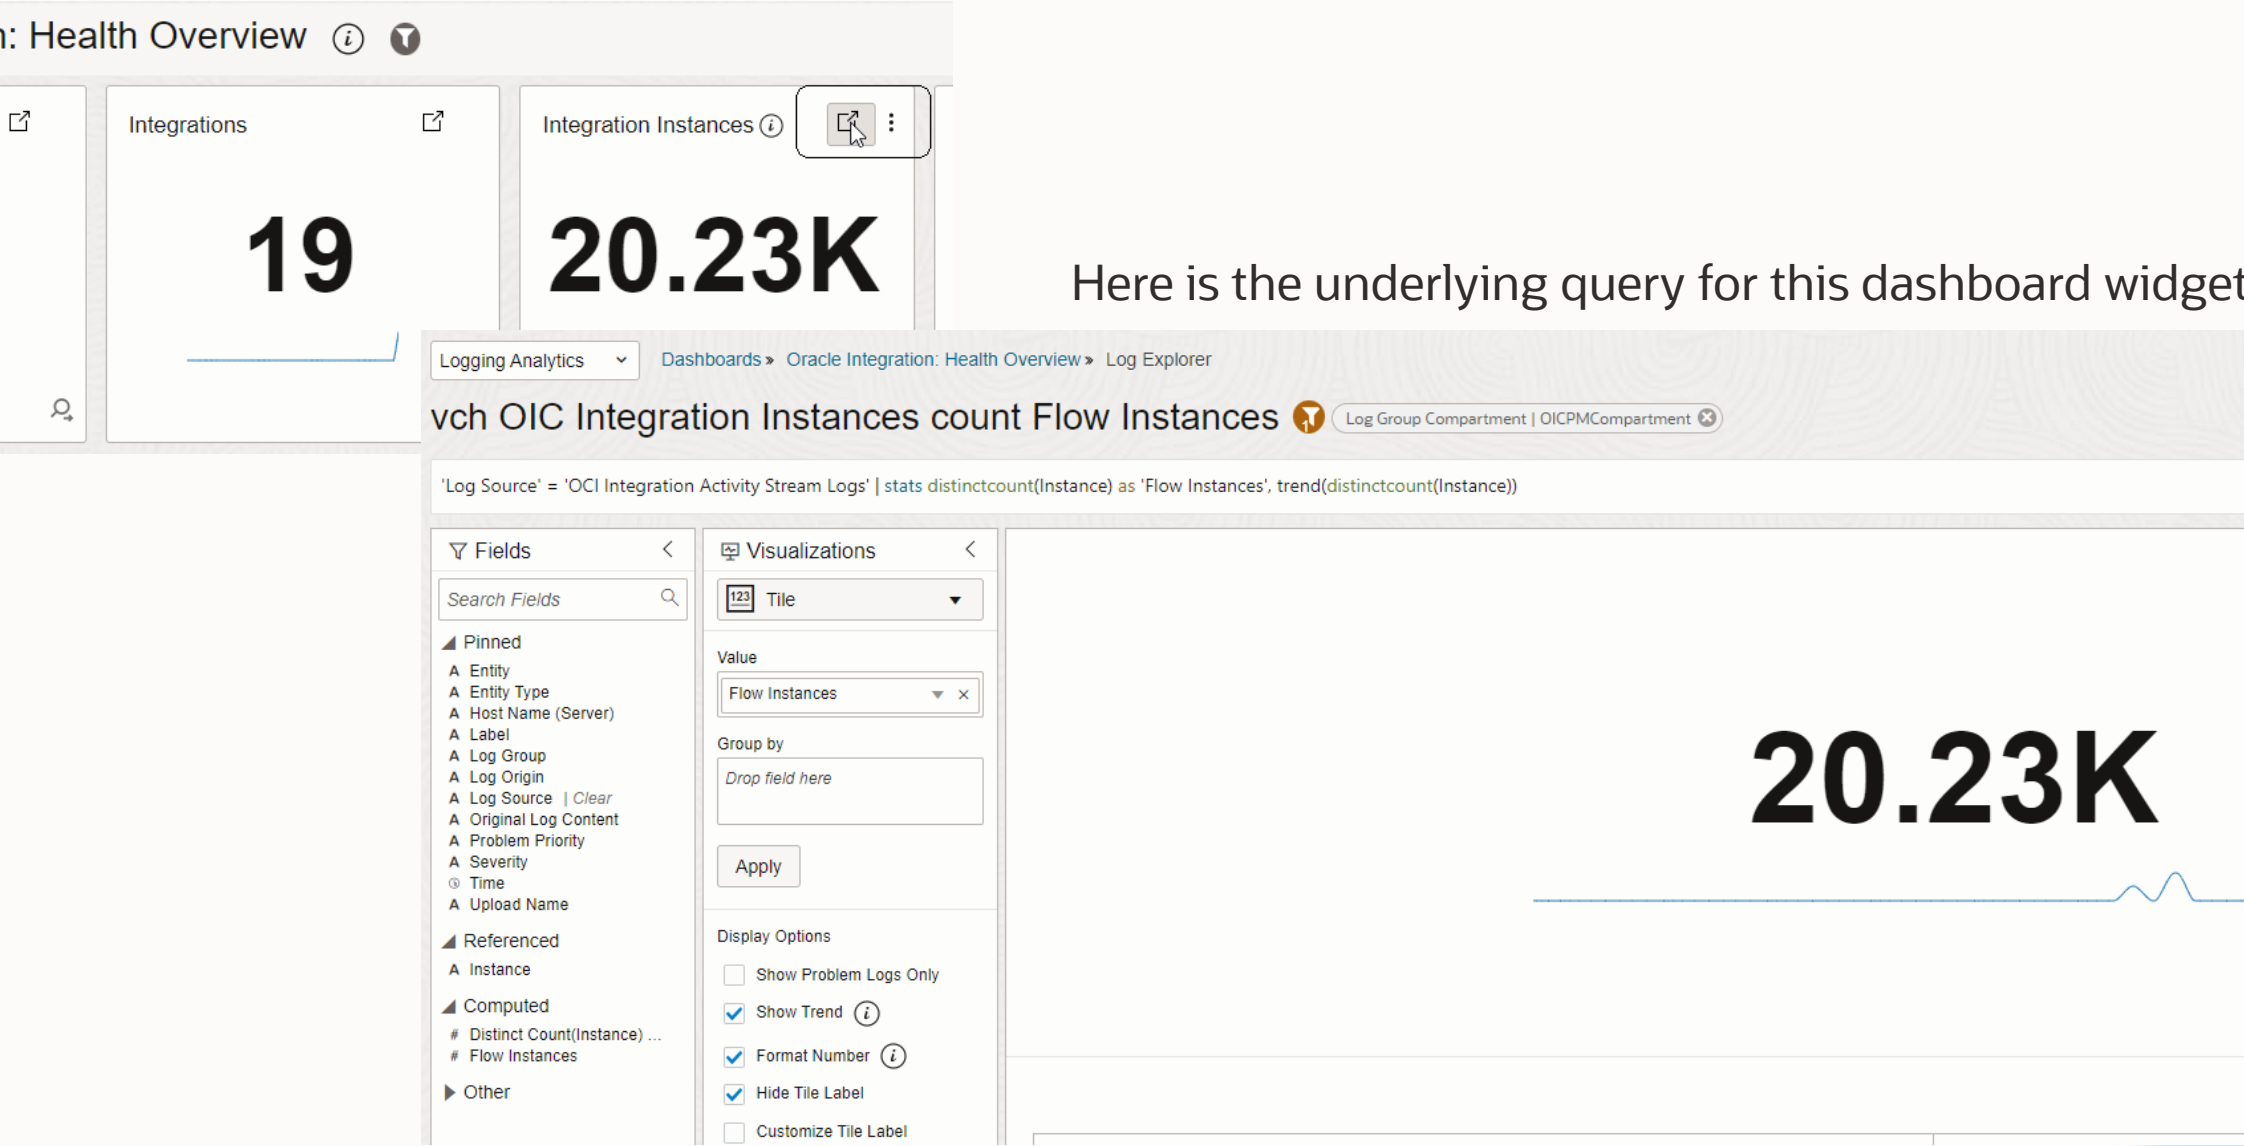 : Health Overview
Integrations
Integration Instances
19
20.23K
Here is the underlying query for this dashboard widget
Logging Analytics
Dashboards » Oracle Integration: Health Overview » Log Explorer
vch OIC Integration Instances count Flow Instances
1
Log Group Compartment | OICPMCompartment
'Log Source' = 'OCI Integration Activity Stream Logs' | stats distinctcount(Instance) as 'Flow Instances', trend(distinctcount(Instance))
Fields
Search Fields
Pinned
A Entity
A Entity Type
A Host Name (Server)
A Label
A Log Group
A Log Origin
A Log Source | Clear
A Original Log Content
A Problem Priority
A Severity
Time
A Upload Name
Referenced
A Instance
Computed
# Distinct Count(Instance) ...
# Flow Instances
Other
Visualizations
123 Tile
Value
Flow Instances
Group by
Drop field here
Apply
Display Options
Show Problem Logs Only
Show Trend
Format Number
Hide Tile Label
Customize Tile Label
20.23K